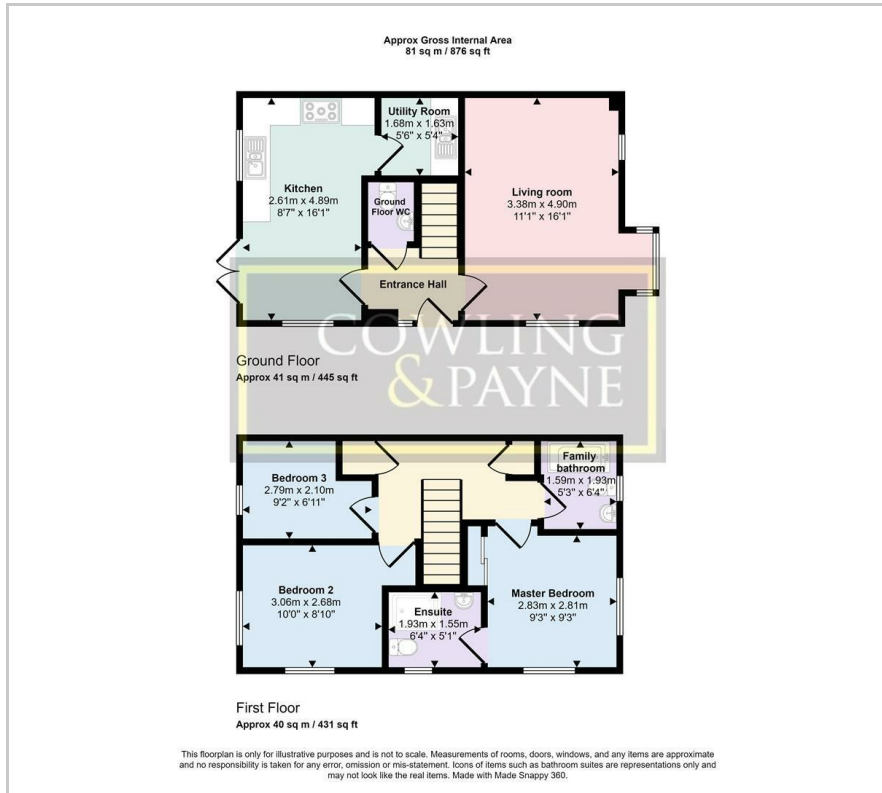 Approx Gross Internal Area
81 sq m / 876 sq ft
Utility Room
1.68m x 1.63m
5'6" x 5'4"
Kitchen
2.61m x 4.89m
8'7" x 16'1"
Ground
Floor WC
Living room
3.38m x 4.90m
11'1" x 16'1"
Entrance Hall
COWLING
&PAYNE
Ground Floor
Approx 41 sq m / 445 sq ft
Family
bathroom
1.59m x 1.93m
5'3" x 6'4"
Bedroom 3
2.79m x 2.10m
9'2" x 6'11"
Bedroom 2
3.06m x 2.68m
10'0" x 8'10"
Ensuite
1.93m x 1.55m
6'4" x 5'1"
Master Bedroom
2.83m x 2.81m
9'3" x 9'3"
First Floor
Approx 40 sq m / 431 sq ft
This floorplan is only for illustrative purposes and is not to scale. Measurements of rooms, doors, windows, and any items are approximate
and no responsibility is taken for any error, omission or mis-statement. Icons of items such as bathroom suites are representations only and
may not look like the real items. Made with Made Snappy 360.